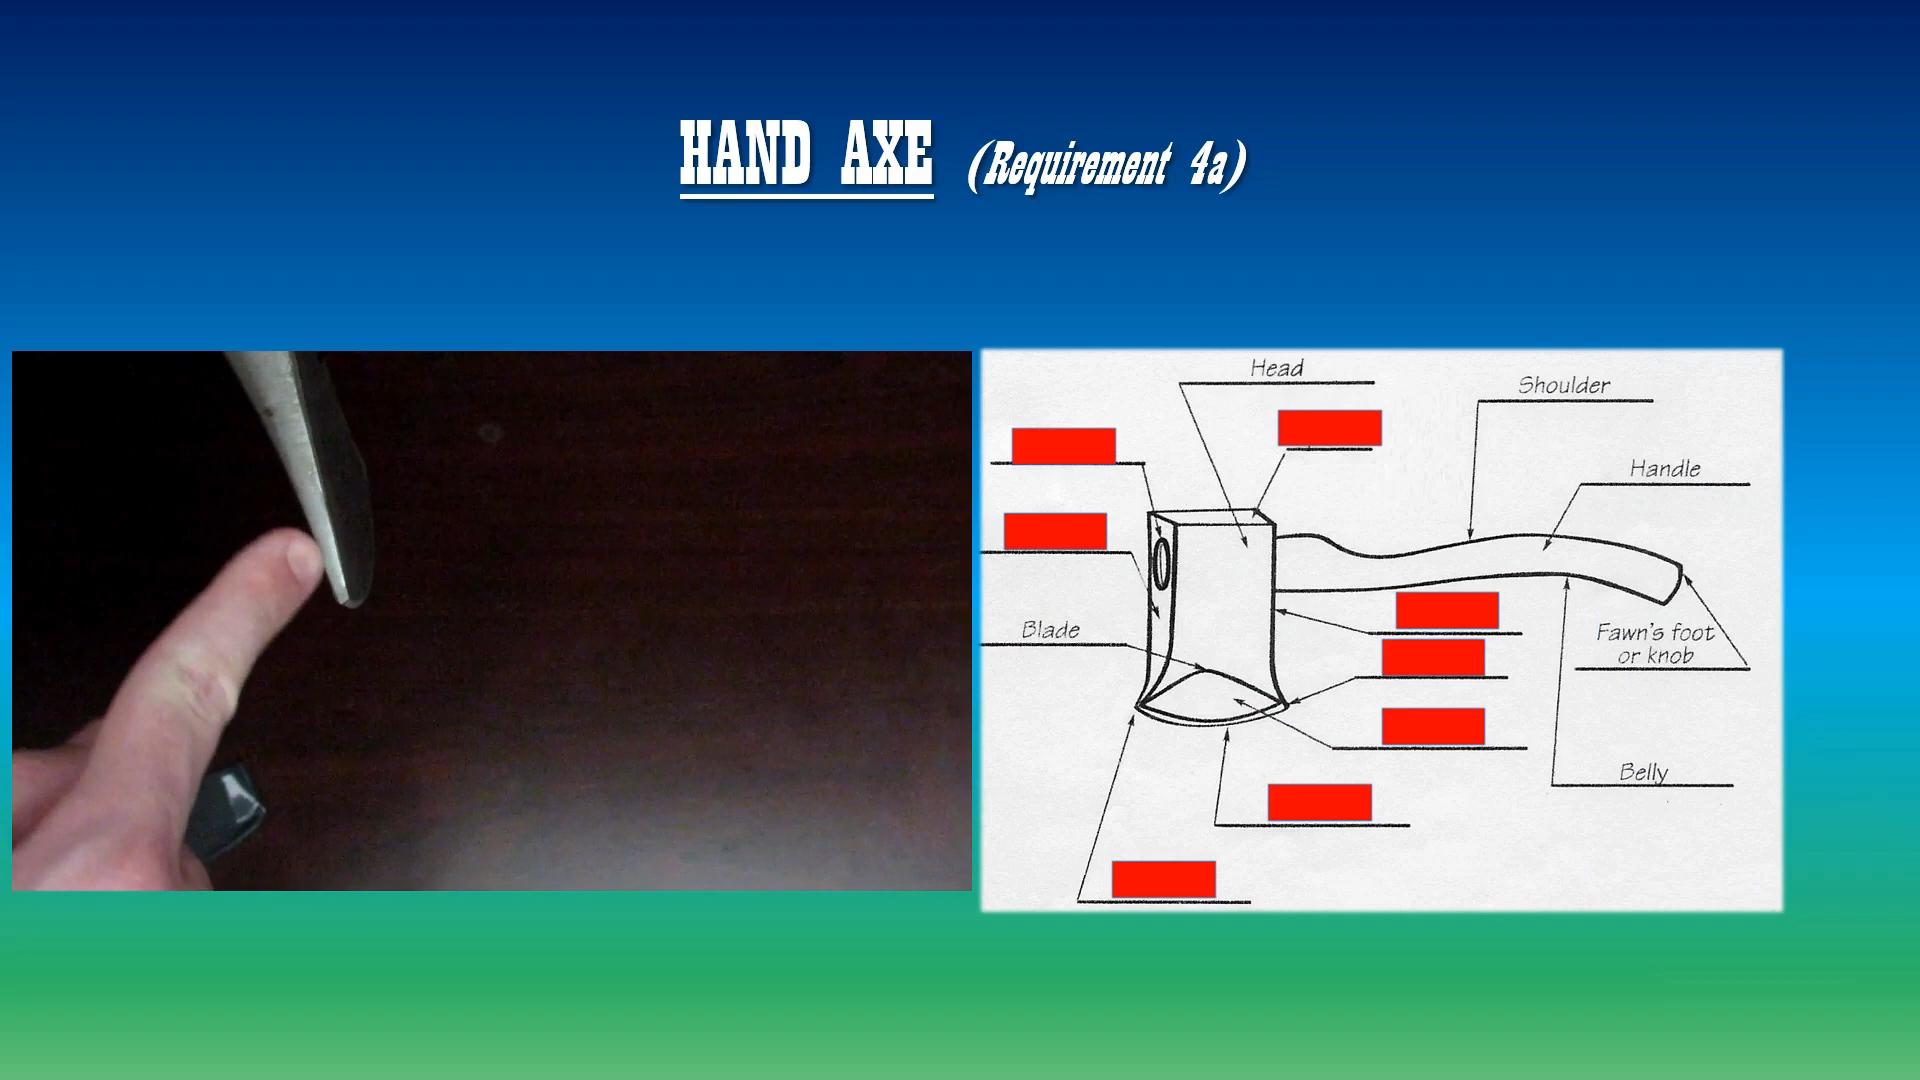 HAND AXE (Requirement 4a)
Head
Shoulder
Handle
Blade
Fawn's foot
or knob
Belly